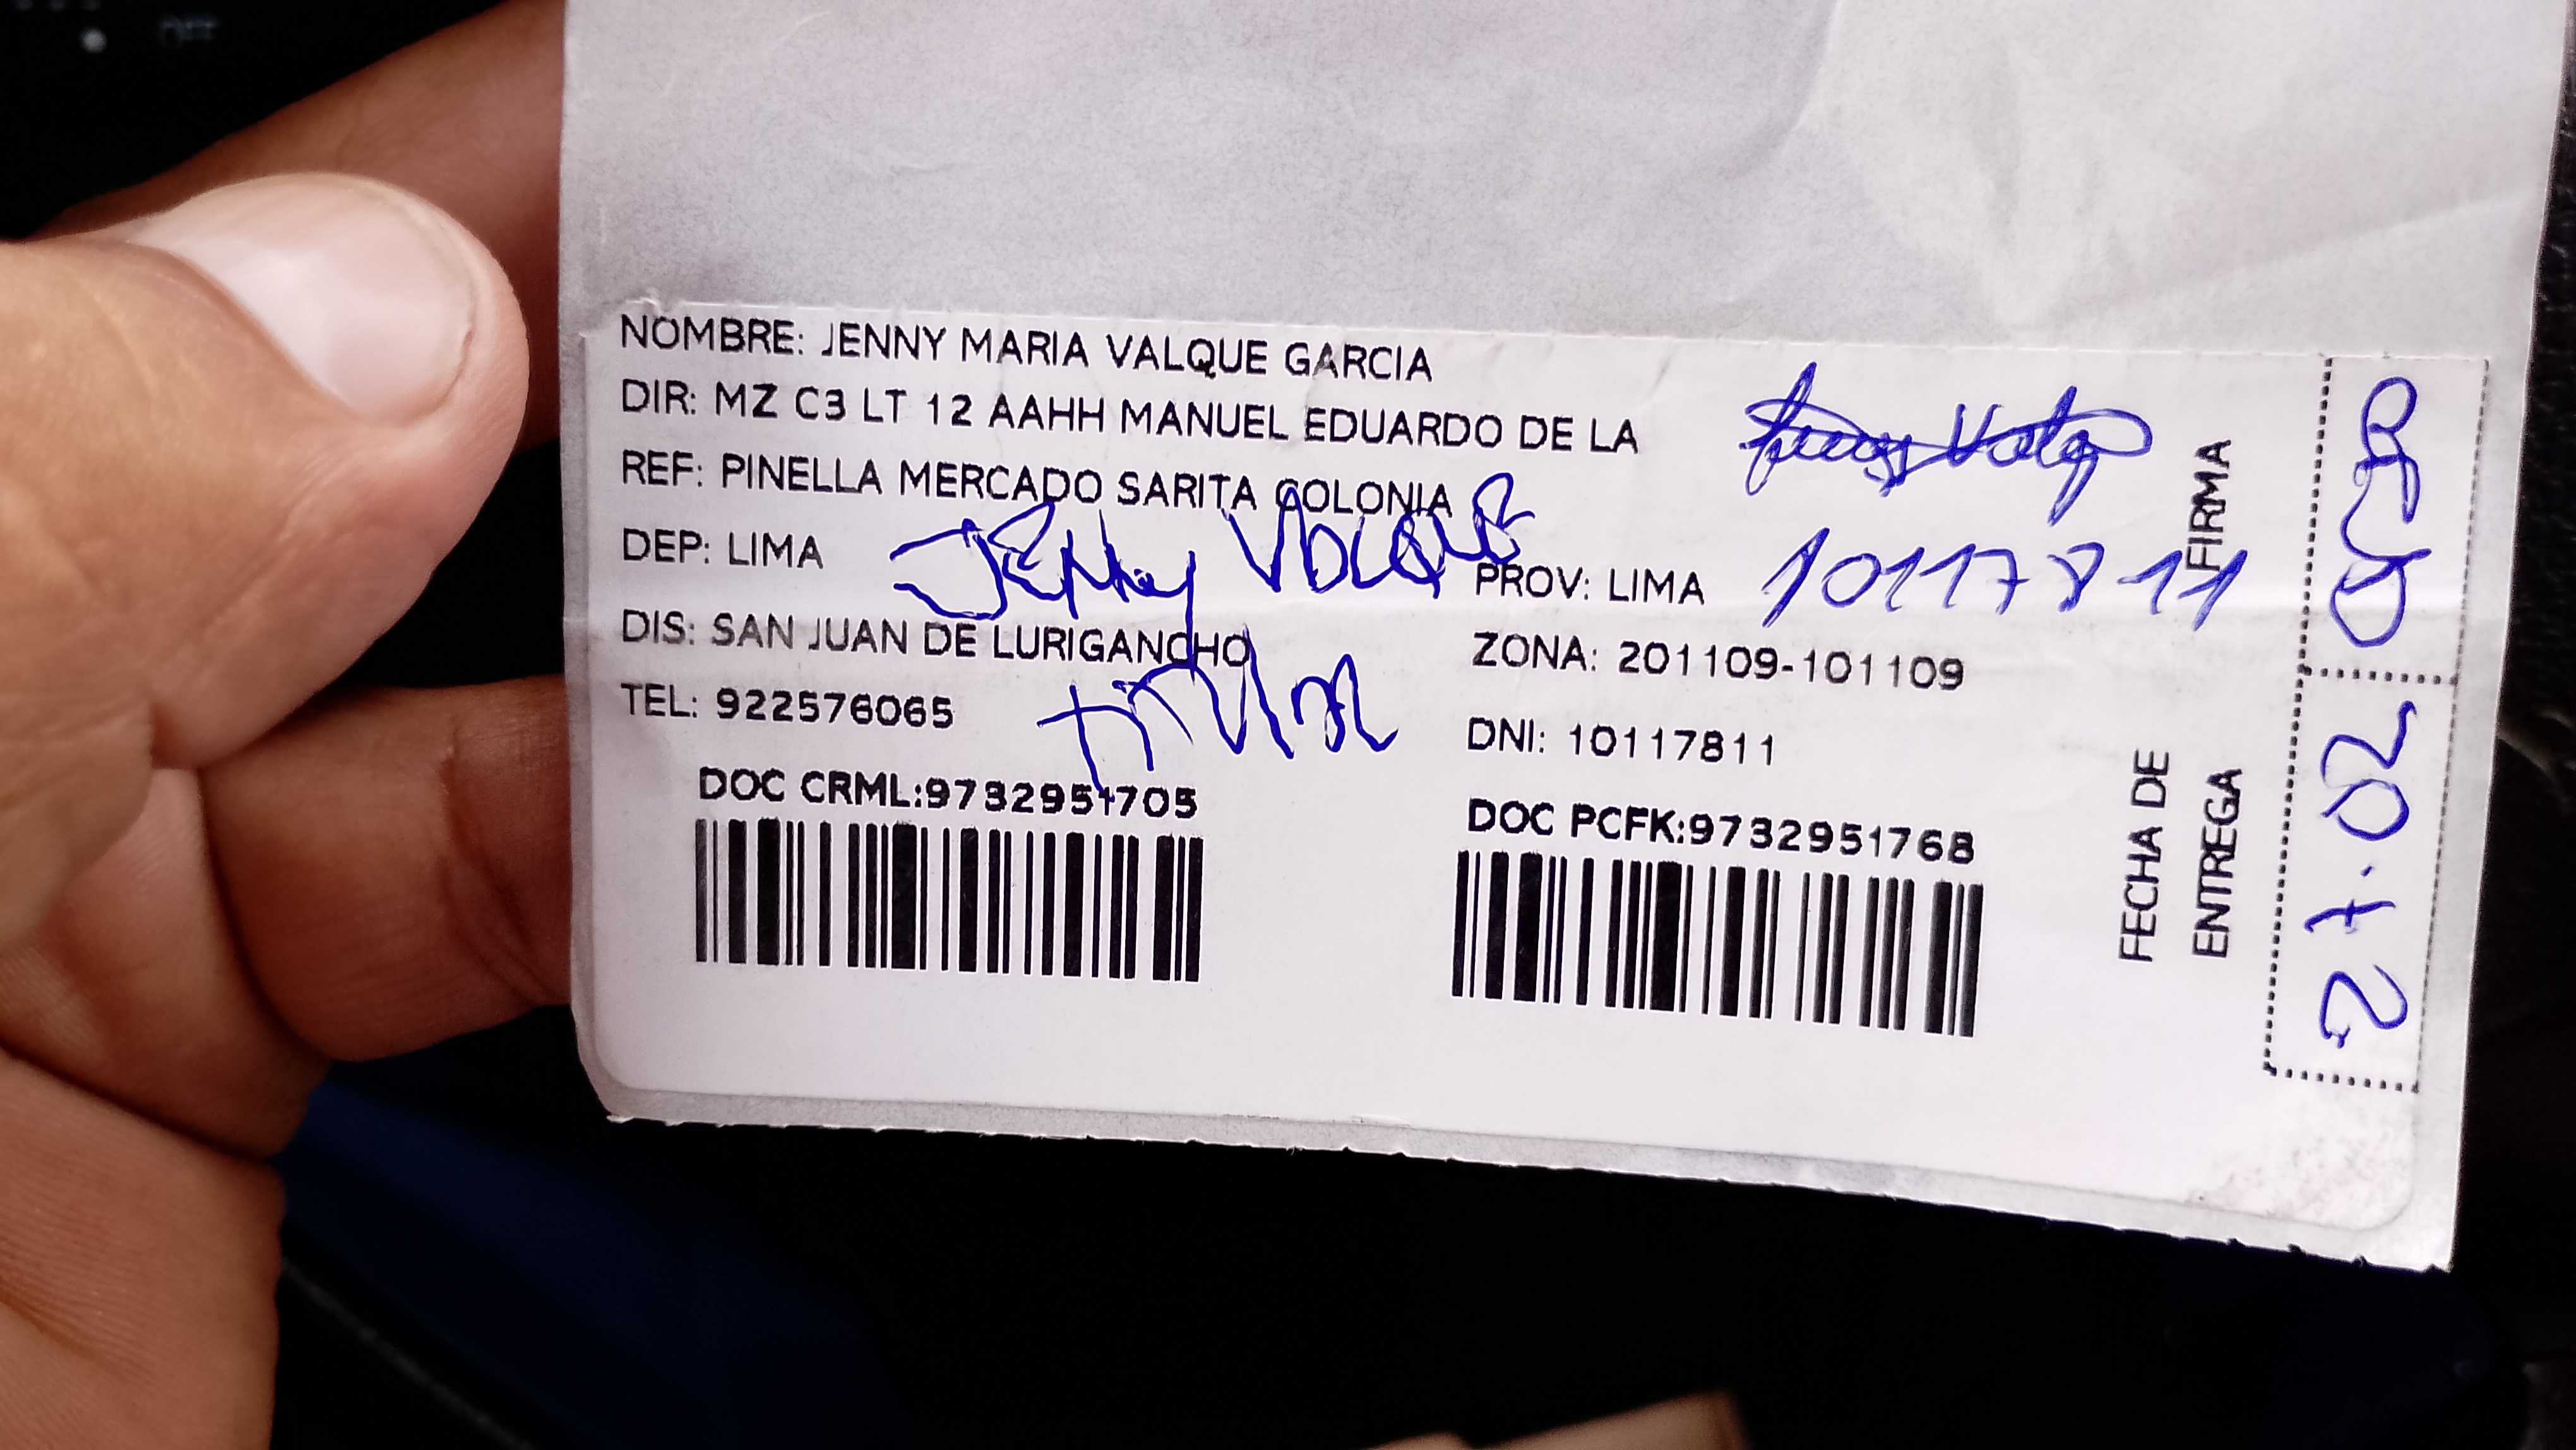 NOMBRE: JENNY MARIA VALQUE GARCIA
DIR: MZ C3 LT 12 AAHH MANUEL EDUARDO DE LA
REF: PINELLA MERCADO SARITA COLONIA
Jenny Valque
DEP: LIMA
PROV: LIMA
10117811
DIS: SAN JUAN DE LURIGANCHO
ZONA: 201109-101109
TEL: 922576065
DNI: 10117811
DOC CRML:9732951705
DOC PCFK:9732951768
FIRMA
FECHA DE
ENTREGA
27.02